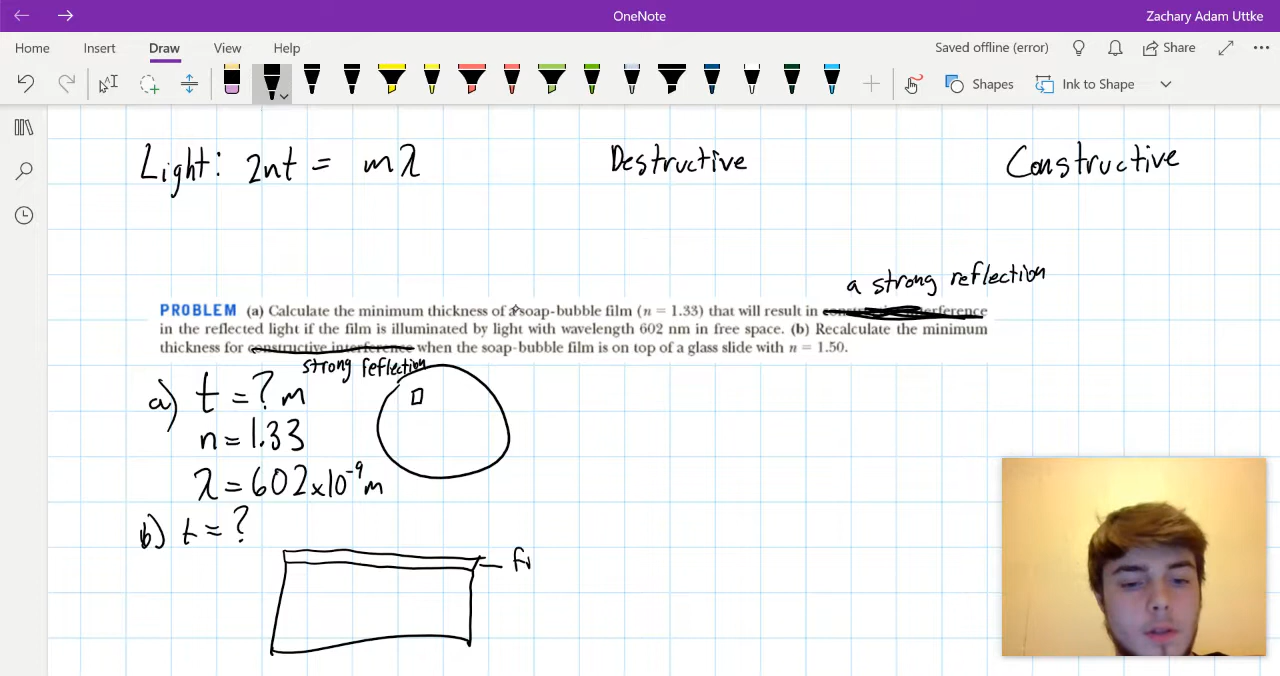 OneNote
Zachary Adam Uttke
Home Insert Draw View Help
Saved offline (error) Share
Shapes Ink to Shape
Light: 2nt = mλ Destructive Constructive
a strong reflection
PROBLEM (a) Calculate the minimum thickness of a soap-bubble film (n = 1.33) that will result in constructive interference
in the reflected light if the film is illuminated by light with wavelength 602 nm in free space. (b) Recalculate the minimum
thickness for constructive interference when the soap-bubble film is on top of a glass slide with n = 1.50.
strong reflection
a) t = ? m
n = 1.33
λ = 602x10⁻⁹ m
b) t = ?